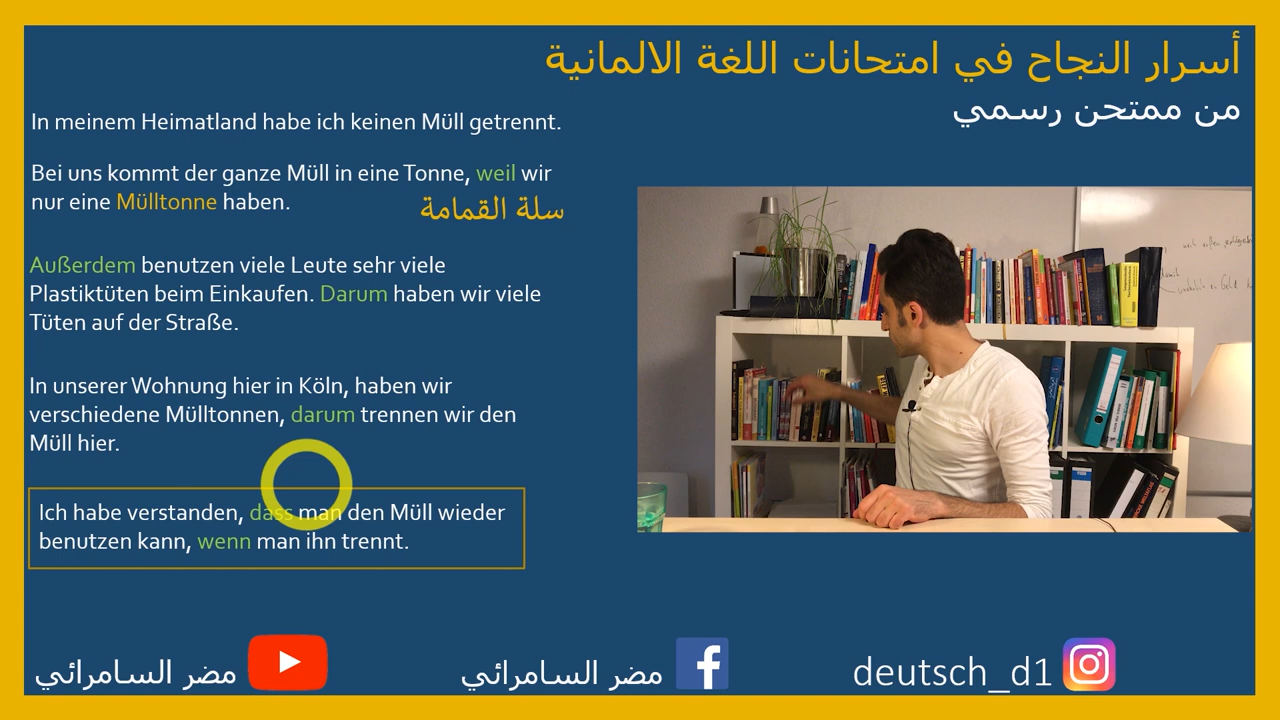 أسرار النجاح في امتحانات اللغة الالمانية
من ممتحن رسمي
In meinem Heimatland habe ich keinen Müll getrennt.
Bei uns kommt der ganze Müll in eine Tonne, weil wir
nur eine Mülltonne haben.
سلة القمامة
Außerdem benutzen viele Leute sehr viele
Plastiktüten beim Einkaufen. Darum haben wir viele
Tüten auf der Straße.
In unserer Wohnung hier in Köln, haben wir
verschiedene Mülltonnen, darum trennen wir den
Müll hier.
Ich habe verstanden, dass man den Müll wieder
benutzen kann, wenn man ihn trennt.
مضر السامرائي
مضر السامرائي
deutsch_d1